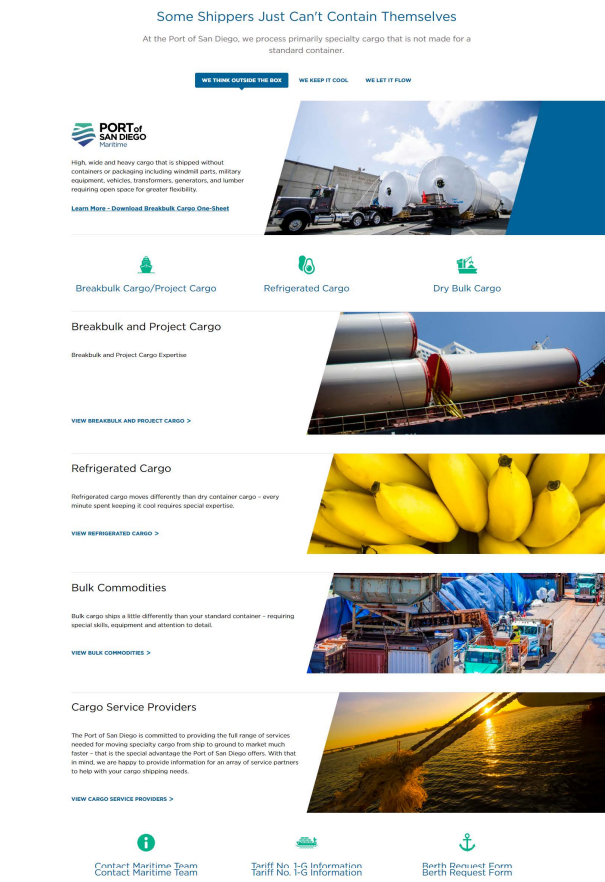 Some Shippers Just Can't Contain Themselves
At the Port of San Diego, we process primarily specialty cargo that is not made for a
standard container.
WE THINK OUTSIDE THE BOX WE KEEP IT COOL WE LET IT FLOW
PORT of
SAN DIEGO
Maritime
High, wide and heavy cargo that is shipped without
containers or packaging including windmill parts, military
equipment, vehicles, transformers, generators, and lumber
requiring open space for greater flexibility.
Learn More - Download Breakbulk Cargo One-Sheet
Breakbulk Cargo/Project Cargo Refrigerated Cargo Dry Bulk Cargo
Breakbulk and Project Cargo
Breakbulk and Project Cargo Expertise
VIEW BREAKBULK AND PROJECT CARGO >
Refrigerated Cargo
Refrigerated cargo moves differently than dry container cargo – every
minute spent keeping it cool requires special expertise.
VIEW REFRIGERATED CARGO >
Bulk Commodities
Bulk cargo ships a little differently than your standard container – requiring
special skills, equipment and attention to detail.
VIEW BULK COMMODITIES >
Cargo Service Providers
The Port of San Diego is committed to providing the full range of services
needed for moving specialty cargo from ship to ground to market much
faster – that is the special advantage the Port of San Diego offers. With that
in mind, we are happy to provide information for an array of service partners
to help with your cargo shipping needs.
VIEW CARGO SERVICE PROVIDERS >
Contact Maritime Team Tariff No. 1-G Information Berth Request Form
Contact Maritime Team Tariff No. 1-G Information Berth Request Form